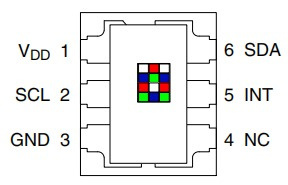 VDD 1
SCL 2
GND 3
6 SDA
5 INT
4 NC